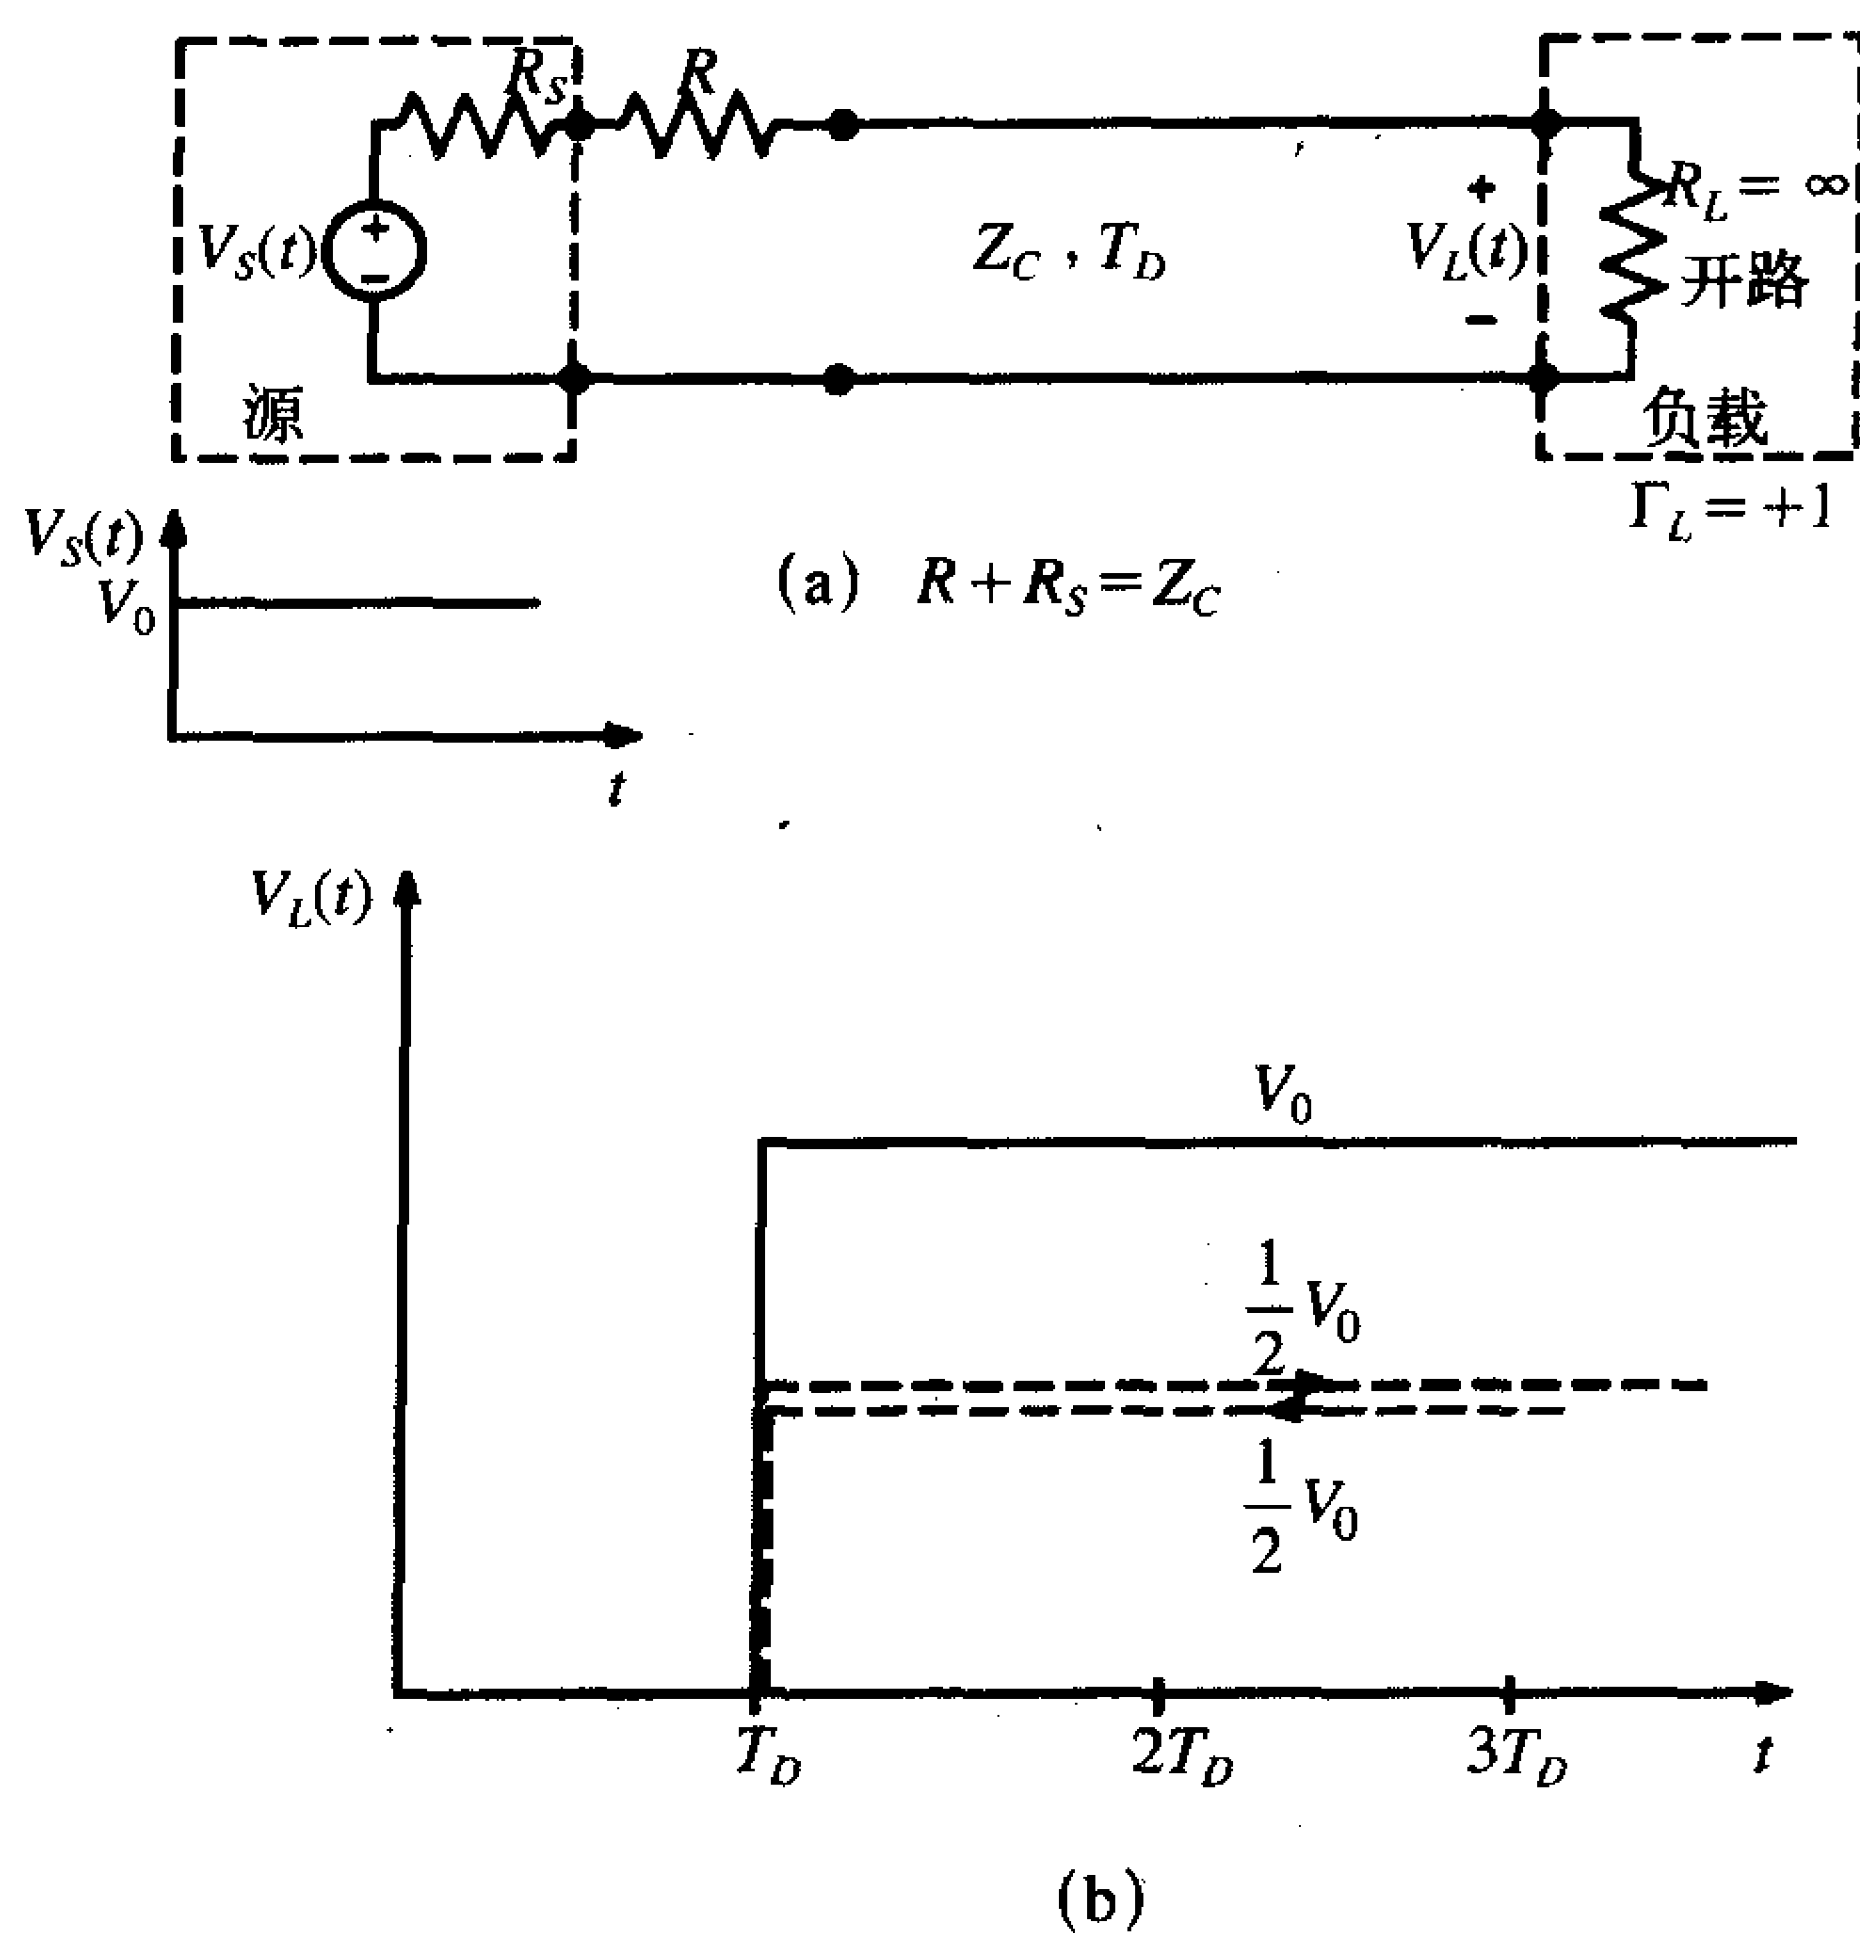 R_S R
V_S(t)
+
−
Z_C , T_D
+
V_L(t)
−
R_L = ∞
开路
源
负载
Γ_L = +1
V_S(t)
V_0
t
(a) R + R_S = Z_C
V_L(t)
V_0
1/2 V_0
1/2 V_0
T_D 2T_D 3T_D t
(b)